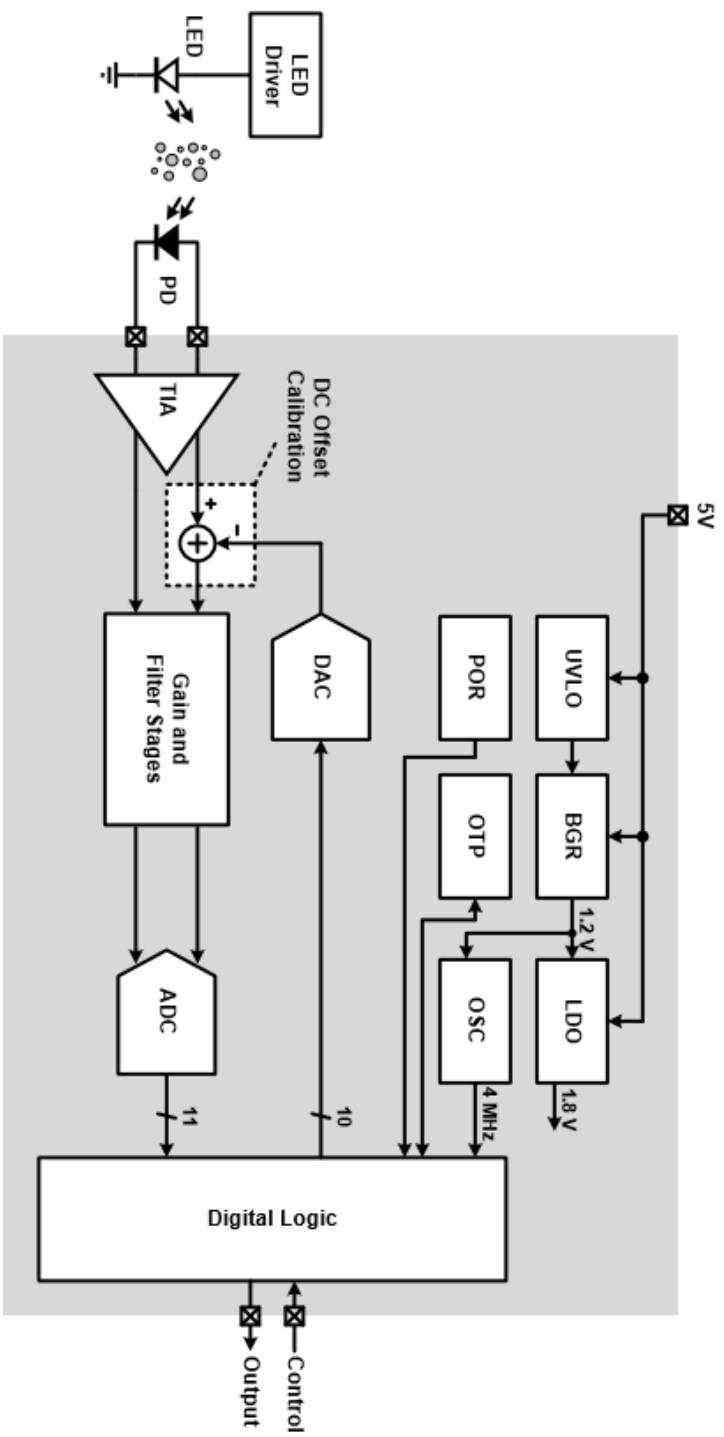 5V
UVLO
BGR
1.2 V
LDO
1.8 V
POR
OTP
OSC
4 MHz
LED
Driver
LED
PD
TIA
DC Offset
Calibration
+
-
+
DAC
10
Gain and
Filter Stages
ADC
11
Digital Logic
Control
Output